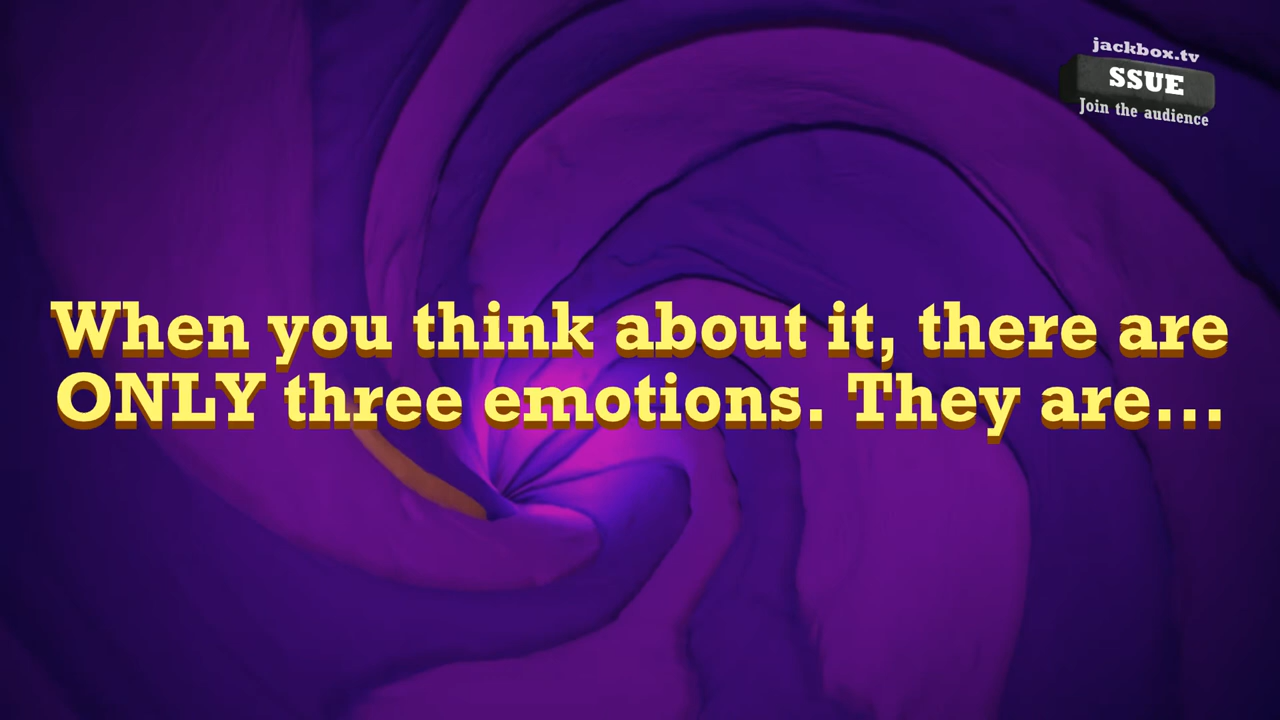 jackbox.tv
SSUE
Join the audience
When you think about it, there are
ONLY three emotions. They are...